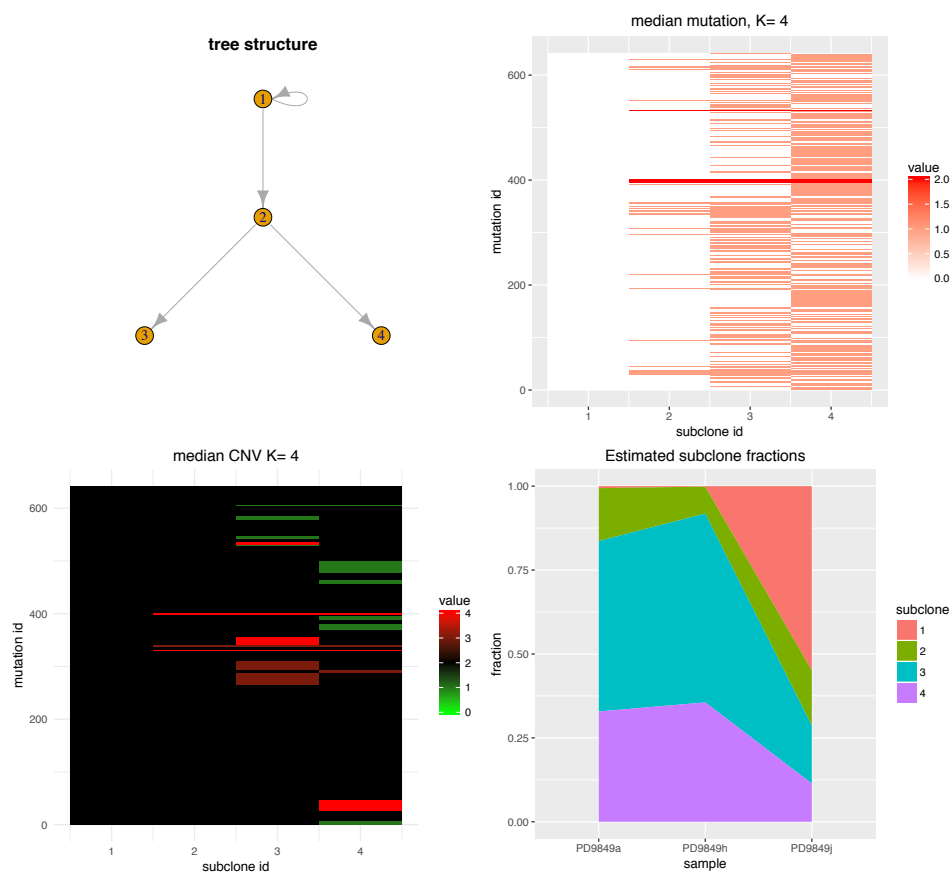 tree structure
1
2
3
4
median mutation, K= 4
600
400
200
0
mutation id
1
2
3
4
subclone id
value
2.0
1.5
1.0
0.5
0.0
median CNV K= 4
600
400
200
0
mutation id
1
2
3
4
subclone id
value
4
3
2
1
0
Estimated subclone fractions
1.00
0.75
0.50
0.25
0.00
fraction
PD9849a
PD9849h
PD9849j
sample
subclone
1
2
3
4